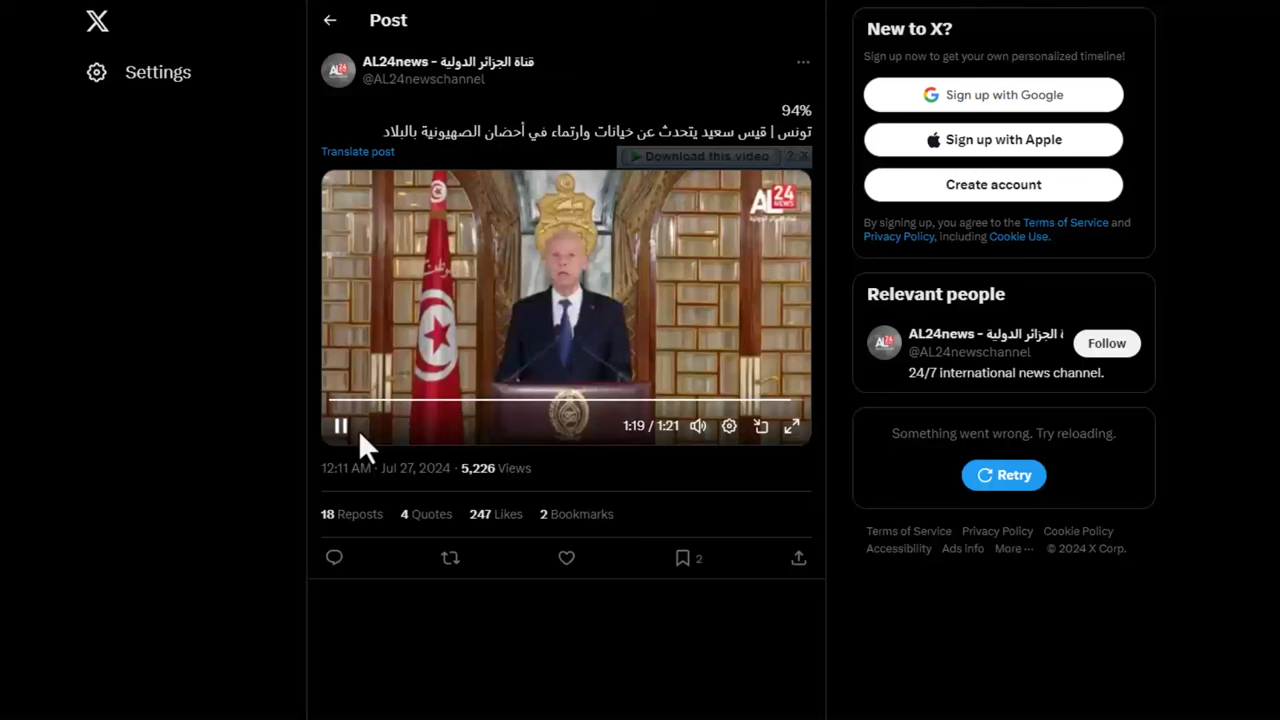 Post
Settings
AL24news - قناة الجزائر الدولية
@AL24newschannel
94%
تونس | قيس سعيد يتحدث عن خيانات وارتماء في أحضان الصهيونية بالبلاد
Translate post
Download this video ? X
AL24
NEWS
قناة الجزائر الدولية
1:19 / 1:21
12:11 AM · Jul 27, 2024 · 5,226 Views
18 Reposts 4 Quotes 247 Likes 2 Bookmarks
2
New to X?
Sign up now to get your own personalized timeline!
Sign up with Google
Sign up with Apple
Create account
By signing up, you agree to the Terms of Service and
Privacy Policy, including Cookie Use.
Relevant people
AL24news - ة الجزائر الدولية
@AL24newschannel
Follow
24/7 international news channel.
Something went wrong. Try reloading.
Retry
Terms of Service Privacy Policy Cookie Policy
Accessibility Ads Info More ··· © 2024 X Corp.